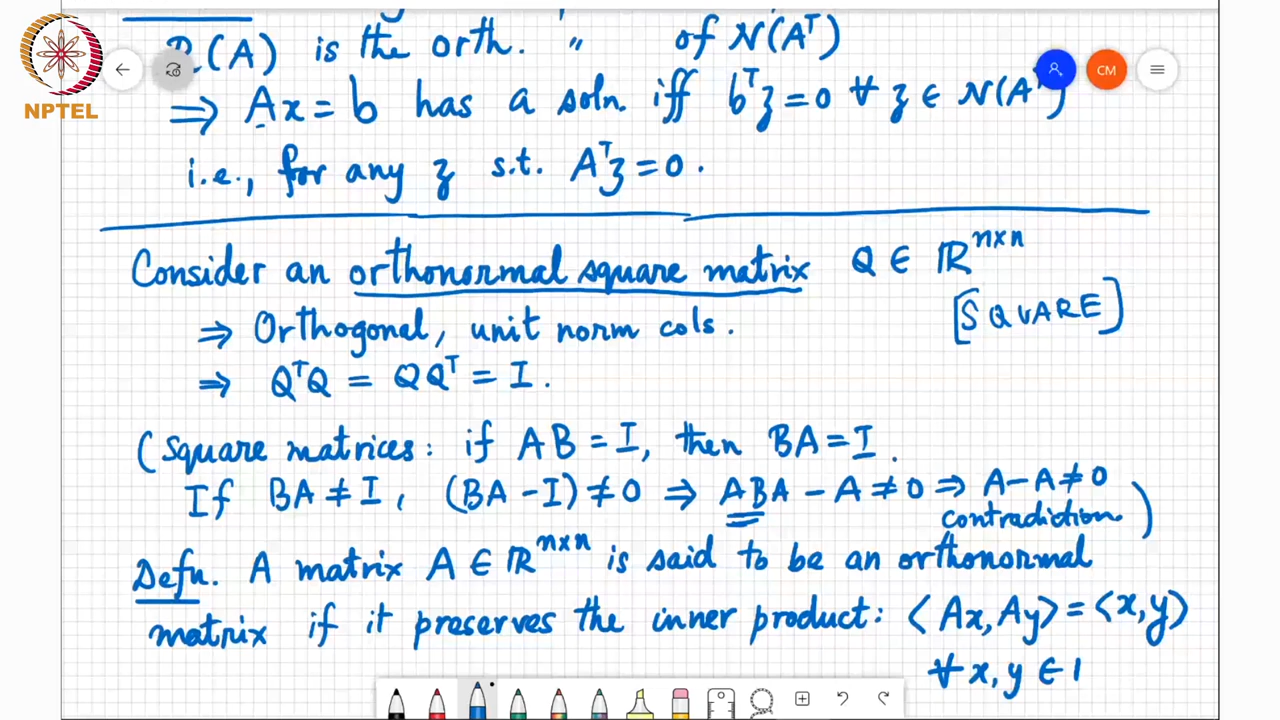 R(A) is the orth. " of N(Aᵀ)
⇒ Ax = b has a soln. iff bᵀz = 0 ∀ z ∈ N(Aᵀ)
i.e., for any z s.t. Aᵀz = 0.
Consider an orthonormal square matrix Q ∈ ℝⁿˣⁿ
[SQUARE]
⇒ Orthogonal, unit norm cols.
⇒ QᵀQ = QQᵀ = I.
(Square matrices: if AB = I, then BA = I.
If BA ≠ I, (BA - I) ≠ 0 ⇒ ABA - A ≠ 0 ⇒ A - A ≠ 0
contradiction.)
Defn. A matrix A ∈ ℝⁿˣⁿ is said to be an orthonormal
matrix if it preserves the inner product: ⟨Ax, Ay⟩ = ⟨x, y⟩
∀ x, y ∈
NPTEL
CM